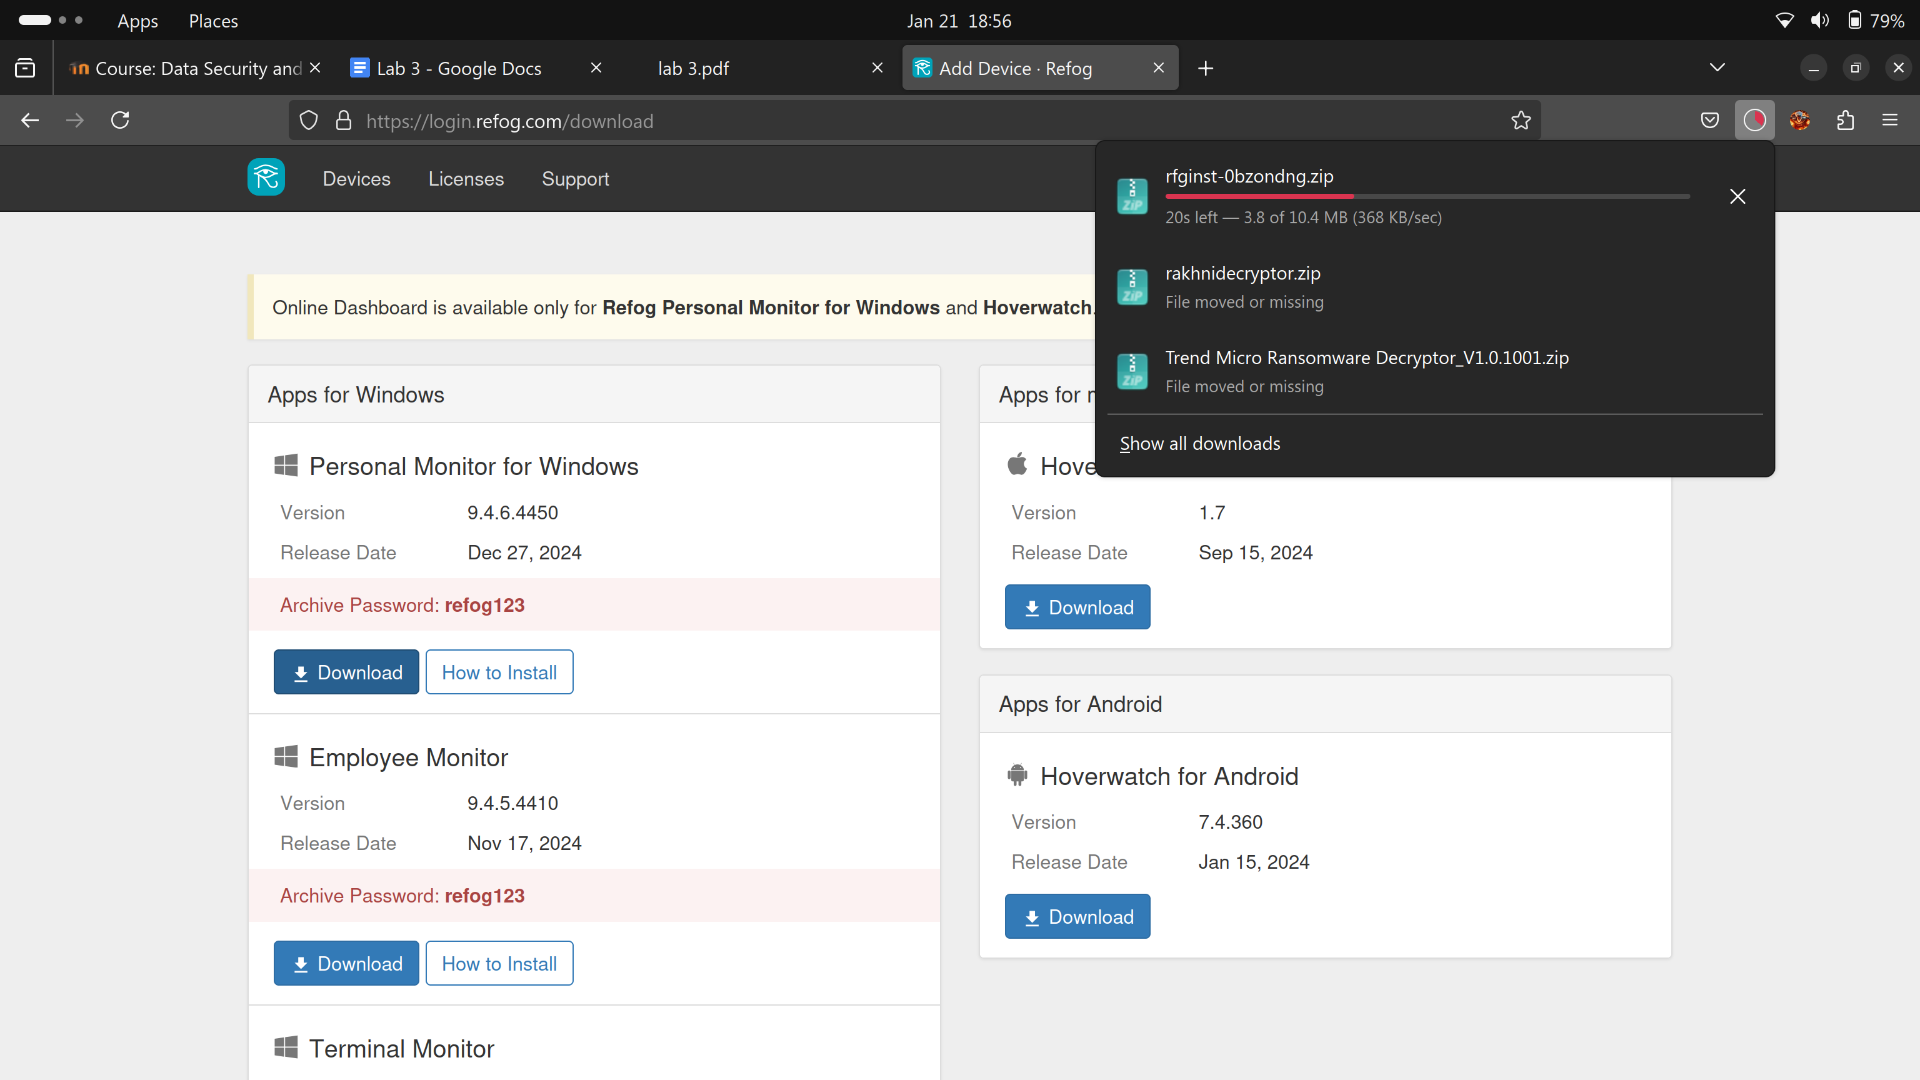 Apps Places Jan 21 18:56 79%
Course: Data Security and Lab 3 - Google Docs lab 3.pdf Add Device · Refog
https://login.refog.com/download
Devices Licenses Support
rfginst-0bzondng.zip
20s left — 3.8 of 10.4 MB (368 KB/sec)
rakhnidecryptor.zip
File moved or missing
Trend Micro Ransomware Decryptor_V1.0.1001.zip
File moved or missing
Show all downloads
Online Dashboard is available only for Refog Personal Monitor for Windows and Hoverwatch.
Apps for Windows
Personal Monitor for Windows
Version 9.4.6.4450
Release Date Dec 27, 2024
Archive Password: refog123
Download How to Install
Employee Monitor
Version 9.4.5.4410
Release Date Nov 17, 2024
Archive Password: refog123
Download How to Install
Terminal Monitor
Apps for
Hove
Version 1.7
Release Date Sep 15, 2024
Download
Apps for Android
Hoverwatch for Android
Version 7.4.360
Release Date Jan 15, 2024
Download